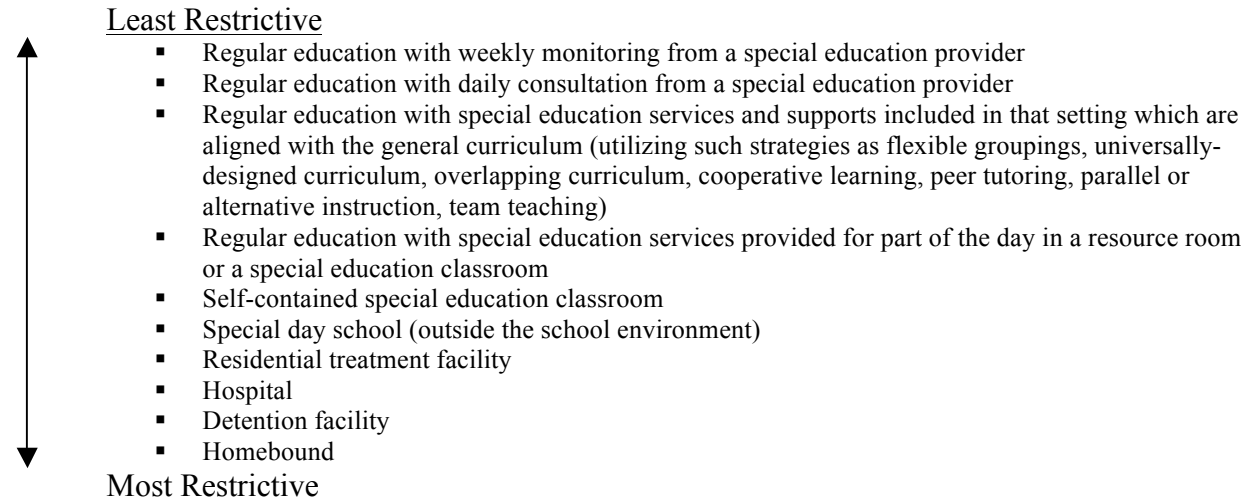 Least Restrictive
▪ Regular education with weekly monitoring from a special education provider
▪ Regular education with daily consultation from a special education provider
▪ Regular education with special education services and supports included in that setting which are
aligned with the general curriculum (utilizing such strategies as flexible groupings, universally-
designed curriculum, overlapping curriculum, cooperative learning, peer tutoring, parallel or
alternative instruction, team teaching)
▪ Regular education with special education services provided for part of the day in a resource room
or a special education classroom
▪ Self-contained special education classroom
▪ Special day school (outside the school environment)
▪ Residential treatment facility
▪ Hospital
▪ Detention facility
▪ Homebound
Most Restrictive